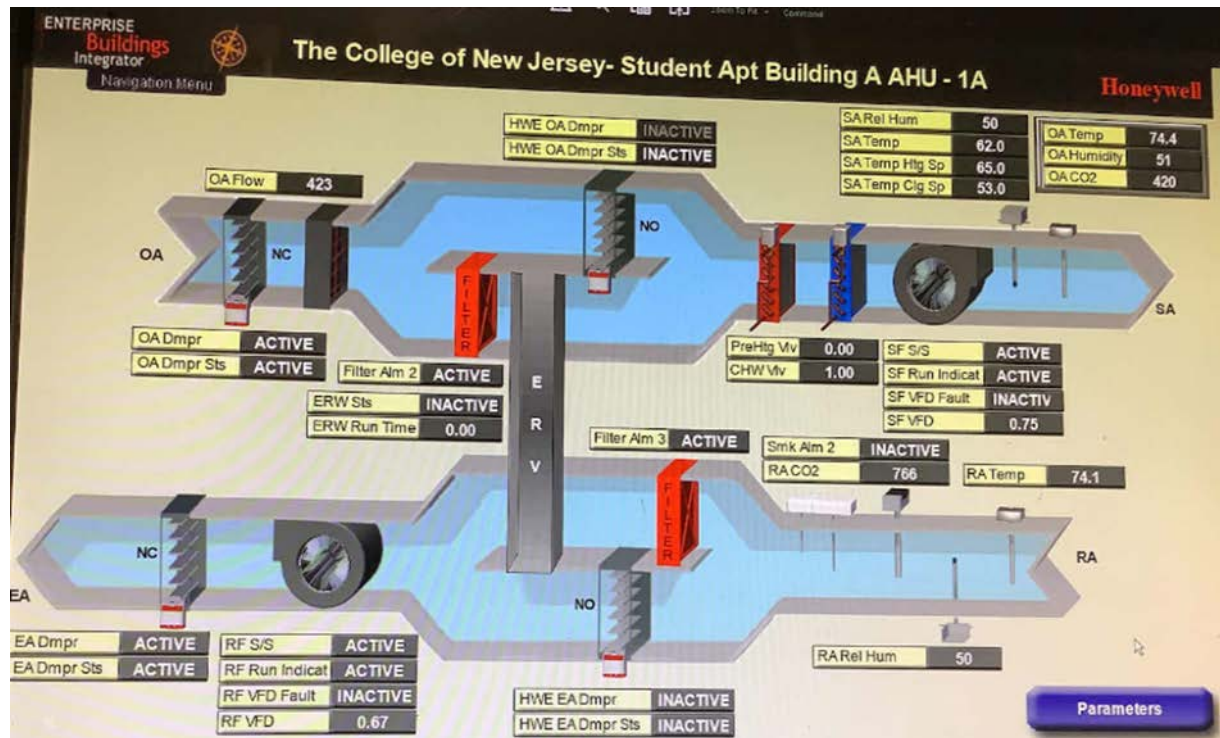 ENTERPRISE
Buildings
Integrator
Navigation Menu
The College of New Jersey- Student Apt Building A AHU - 1A
Honeywell
HWE OA Dmpr INACTIVE
HWE OA Dmpr Sts INACTIVE
SA Rel Hum 50
SA Temp 62.0
SA Temp Htg Sp 65.0
SA Temp Clg Sp 53.0
OA Temp 74.4
OA Humidity 51
OA CO2 420
OA Flow 423
OA
NC
NO
SA
FILTER
ERV
OA Dmpr ACTIVE
OA Dmpr Sts ACTIVE
Filter Alm 2 ACTIVE
ERW Sts INACTIVE
ERW Run Time 0.00
PreHtg Vlv 0.00
CHW Vlv 1.00
SF S/S ACTIVE
SF Run Indicat ACTIVE
SF VFD Fault INACTIV
SF VFD 0.75
Filter Alm 3 ACTIVE
Smk Alm 2 INACTIVE
RA CO2 766
RA Temp 74.1
FILTER
NC
NO
RA
EA
EA Dmpr ACTIVE
EA Dmpr Sts ACTIVE
RF S/S ACTIVE
RF Run Indicat ACTIVE
RF VFD Fault INACTIVE
RF VFD 0.67
HWE EA Dmpr INACTIVE
HWE EA Dmpr Sts INACTIVE
RA Rel Hum 50
Parameters